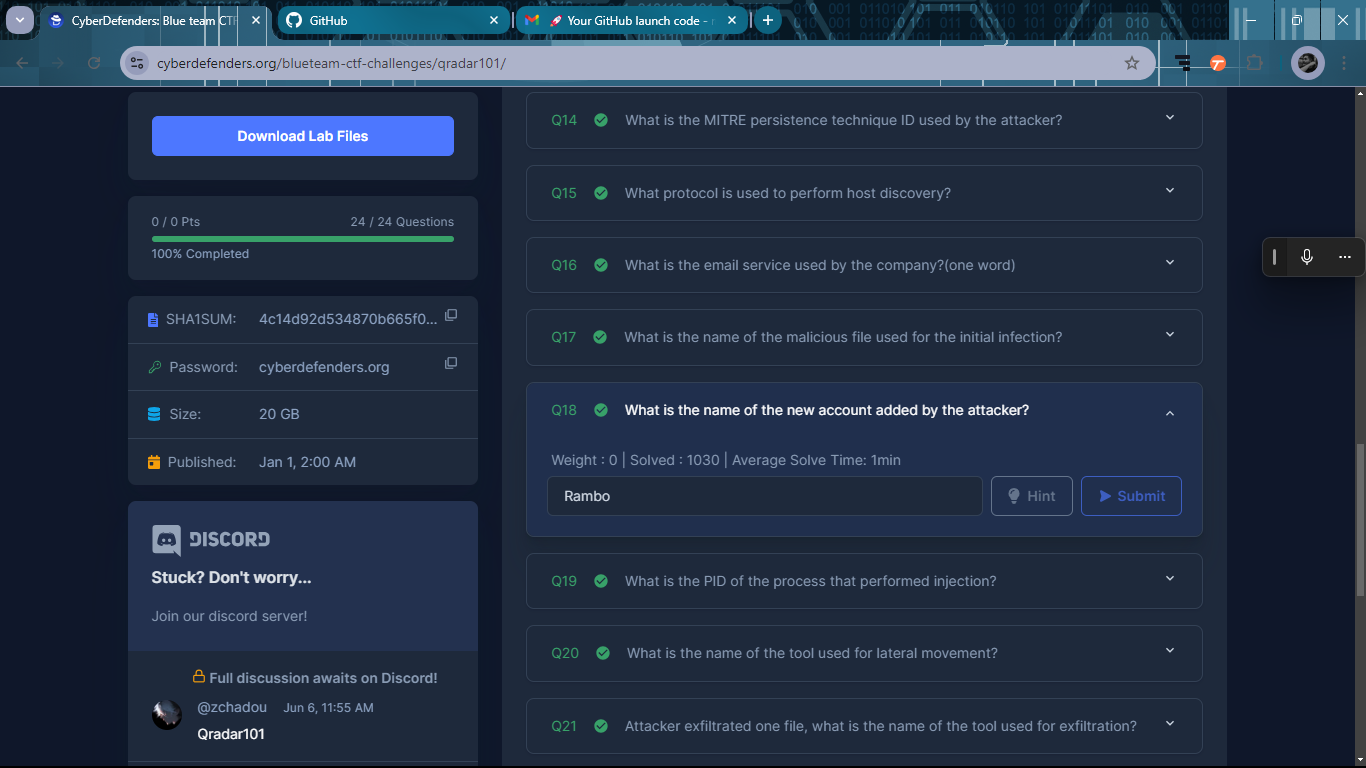 CyberDefenders: Blue team CTF
GitHub
Your GitHub launch code -
cyberdefenders.org/blueteam-ctf-challenges/qradar101/
Download Lab Files
0 / 0 Pts
24 / 24 Questions
100% Completed
SHA1SUM: 4c14d92d534870b665f0...
Password: cyberdefenders.org
Size: 20 GB
Published: Jan 1, 2:00 AM
DISCORD
Stuck? Don't worry...
Join our discord server!
Full discussion awaits on Discord!
@zchadou Jun 6, 11:55 AM
Qradar101
Q14 What is the MITRE persistence technique ID used by the attacker?
Q15 What protocol is used to perform host discovery?
Q16 What is the email service used by the company?(one word)
Q17 What is the name of the malicious file used for the initial infection?
Q18 What is the name of the new account added by the attacker?
Weight : 0 | Solved : 1030 | Average Solve Time: 1min
Rambo
Hint
Submit
Q19 What is the PID of the process that performed injection?
Q20 What is the name of the tool used for lateral movement?
Q21 Attacker exfiltrated one file, what is the name of the tool used for exfiltration?